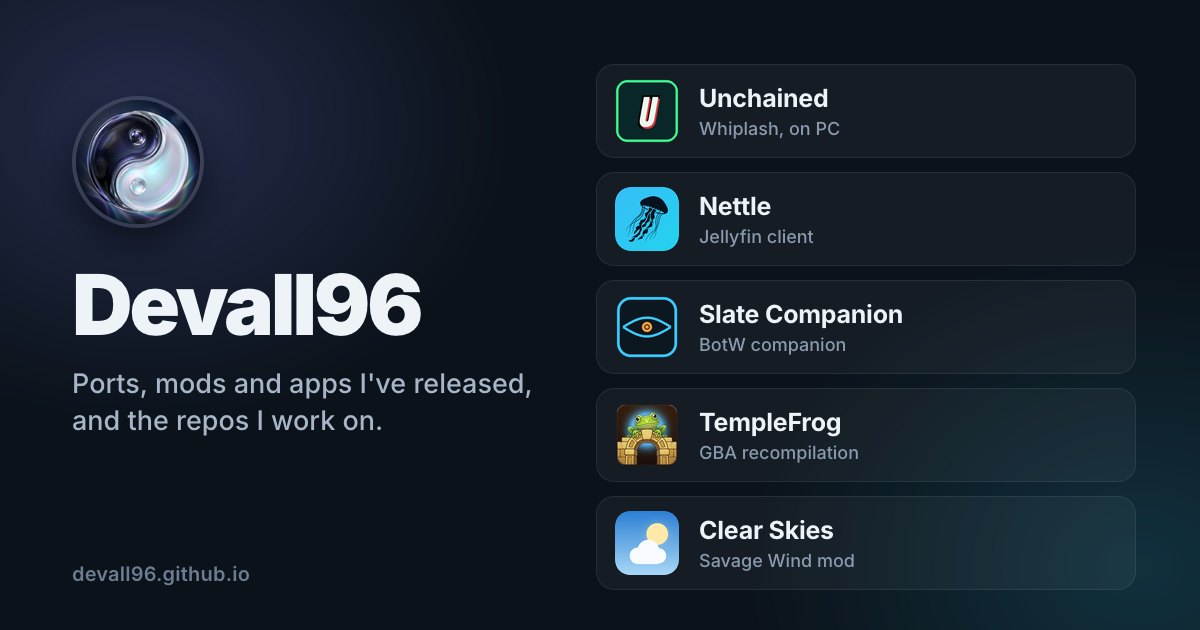 Devall96
Ports, mods and apps I've released,
and the repos I work on.
devall96.github.io
U
Unchained
Whiplash, on PC
Nettle
Jellyfin client
Slate Companion
BotW companion
TempleFrog
GBA recompilation
Clear Skies
Savage Wind mod